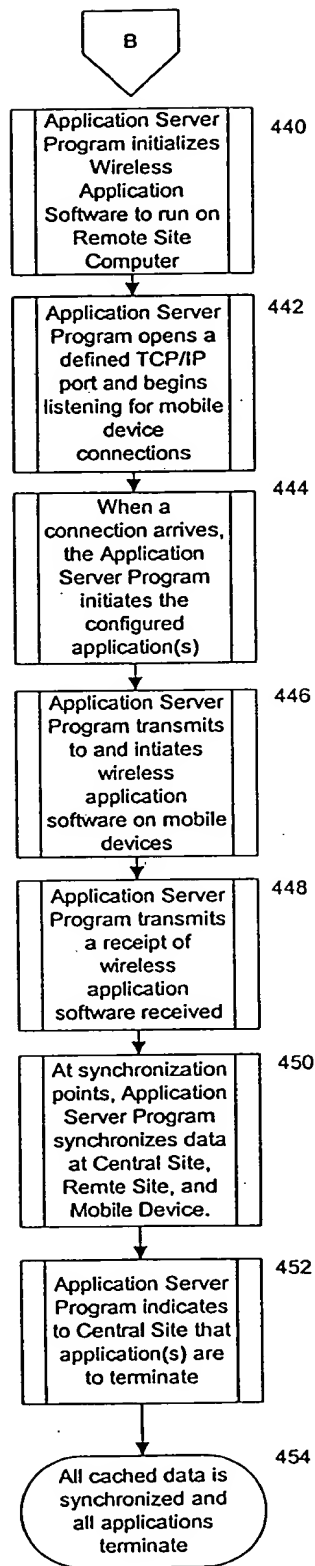 B
440
Application Server
Program initializes
Wireless
Application
Software to run on
Remote Site
Computer
442
Application Server
Program opens a
defined TCP/IP
port and begins
listening for mobile
device
connections
444
When a
connection arrives,
the Application
Server Program
initiates the
configured
application(s)
446
Application Server
Program transmits
to and intiates
wireless
application
software on mobile
devices
448
Application Server
Program transmits
a receipt of
wireless
application
software received
450
At synchronization
points, Application
Server Program
synchronizes data
at Central Site,
Remte Site, and
Mobile Device.
452
Application Server
Program indicates
to Central Site that
application(s) are
to terminate
454
All cached data is
synchronized and
all applications
terminate